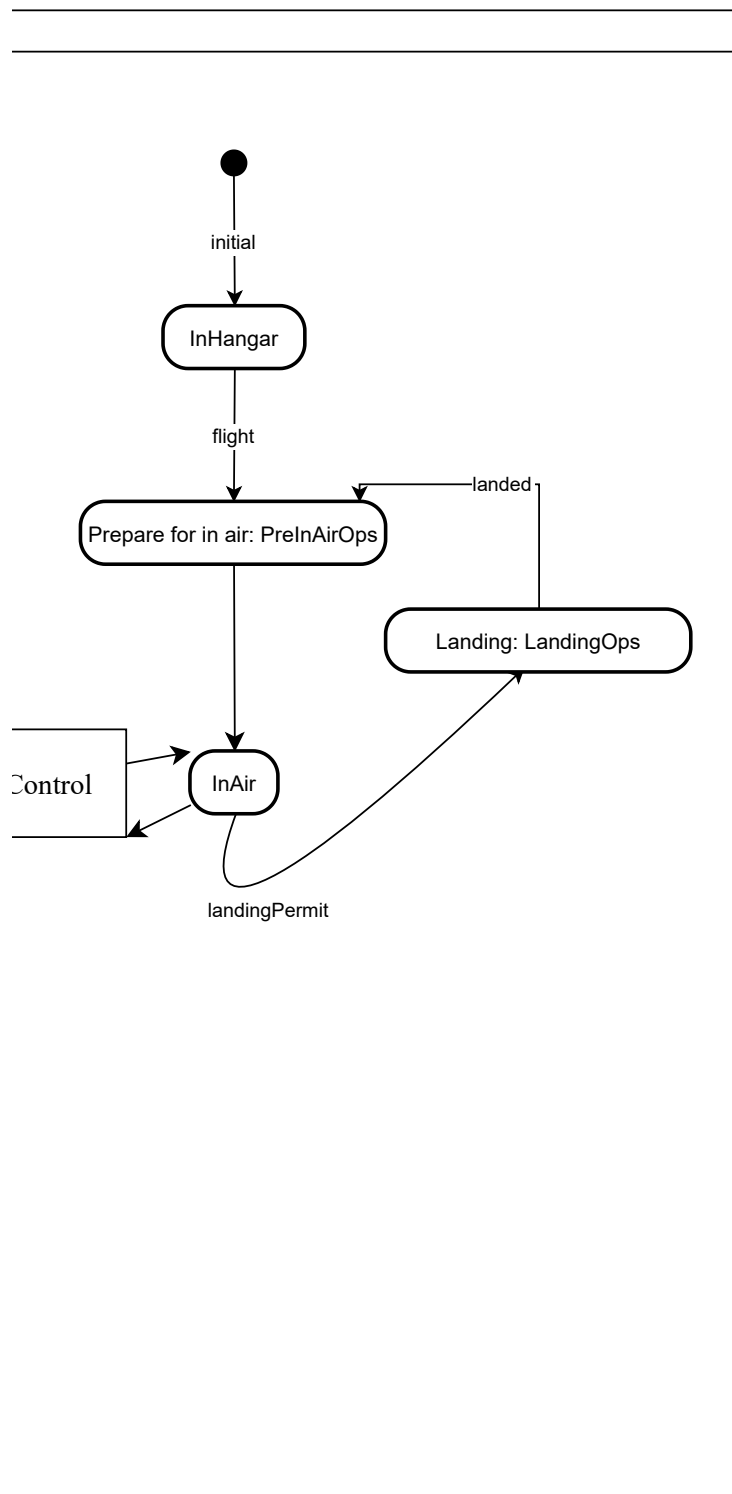 initial
InHangar
flight
landed
Prepare for in air: PreInAirOps
Landing: LandingOps
Control
InAir
landingPermit